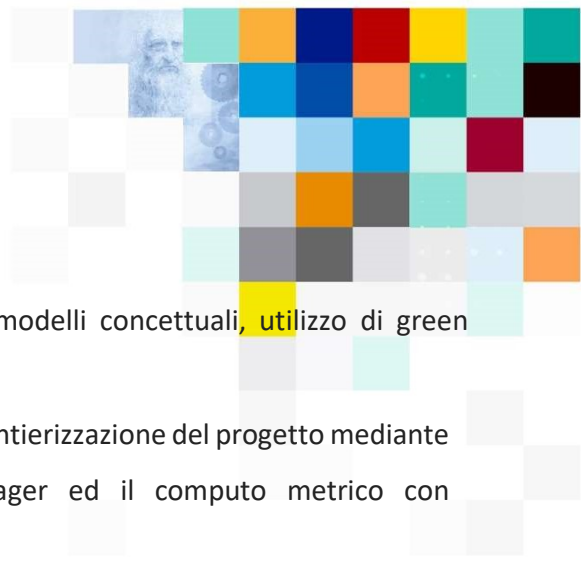 modelli concettuali, utilizzo di green
ntierizzazione del progetto mediante
ager ed il computo metrico con